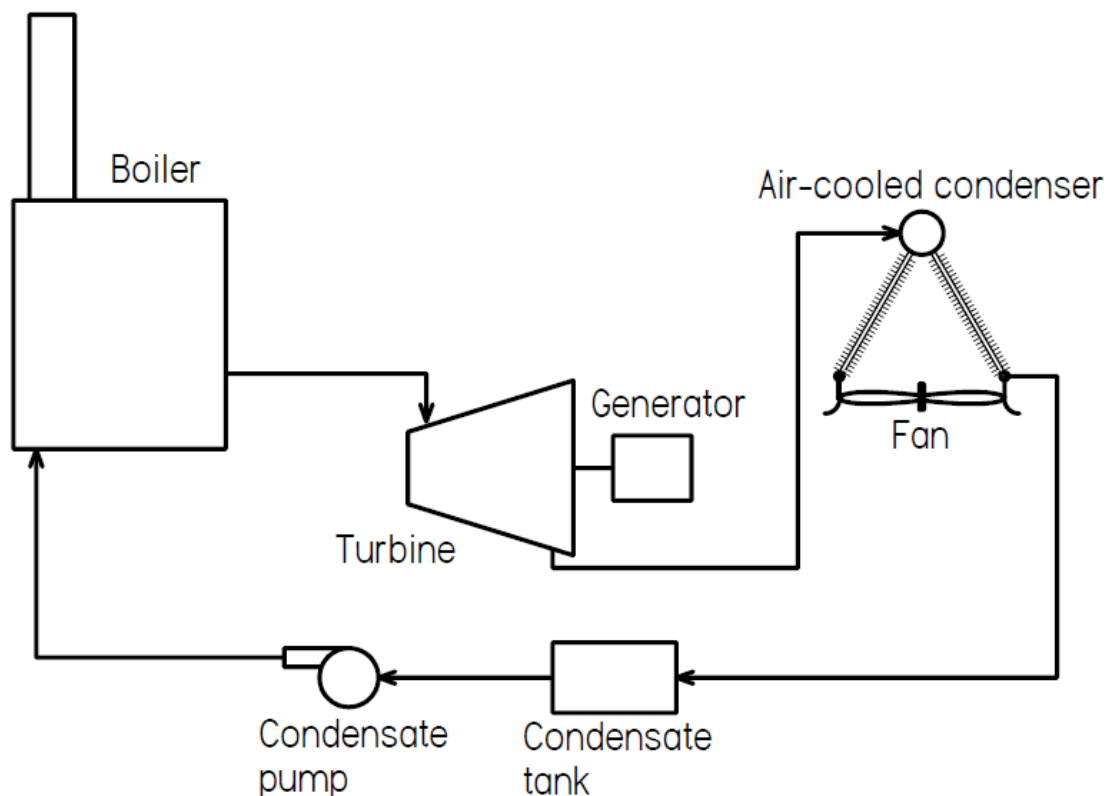 Boiler
Air-cooled condenser
Generator
Fan
Turbine
Condensate
pump
Condensate
tank